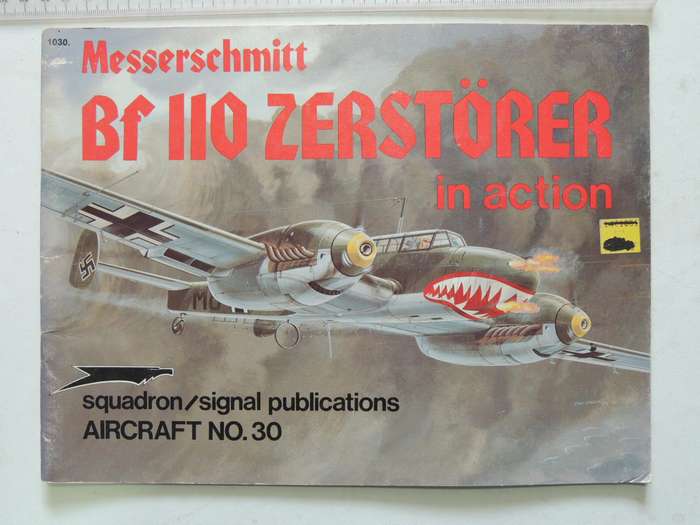 1030.
Messerschmitt
Bf 110 ZERSTÖRER
in action
squadron/signal publications
AIRCRAFT NO. 30